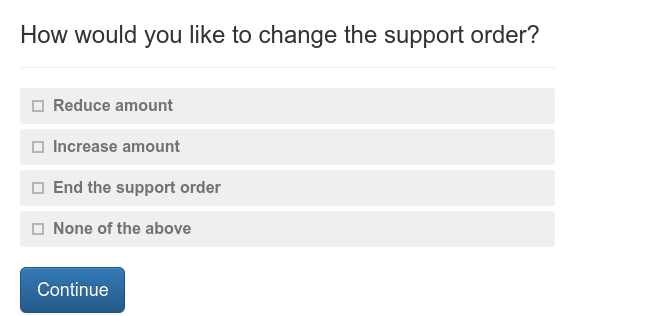 How would you like to change the support order?
Reduce amount
Increase amount
End the support order
None of the above
Continue